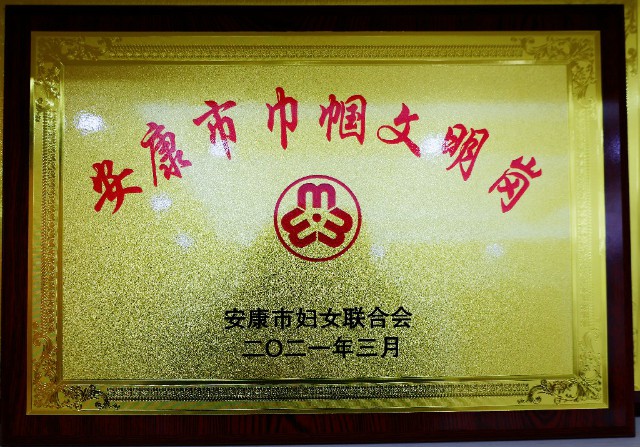 安康市巾帼文明岗
安康市妇女联合会
二〇二一年三月